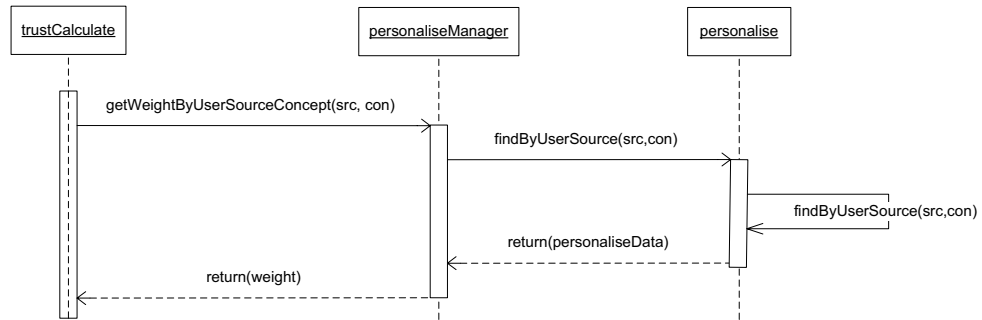 trustCalculate
personaliseManager
personalise
getWeightByUserSourceConcept(src, con)
findByUserSource(src,con)
findByUserSource(src,con)
return(personaliseData)
return(weight)